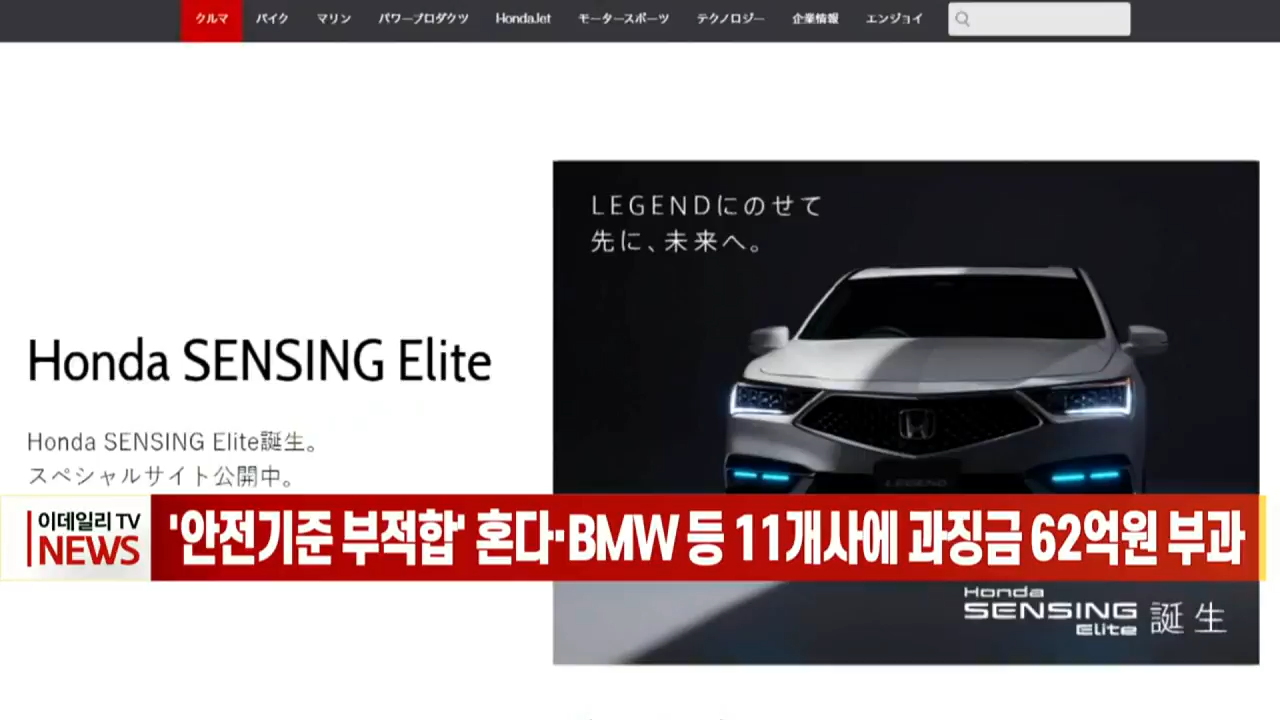 クルマ バイク マリン パワープロダクツ HondaJet モータースポーツ テクノロジー 企業情報 エンジョイ
LEGENDにのせて
先に、未来へ。
Honda SENSING Elite
Honda SENSING Elite誕生。
スペシャルサイト公開中。
LEGEND
이데일리 TV
NEWS
'안전기준 부적합' 혼다·BMW 등 11개사에 과징금 62억원 부과
Honda
SENSING
Elite
誕生